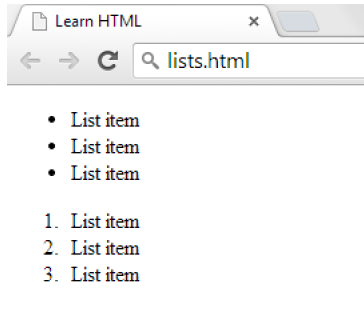 Learn HTML
lists.html
• List item
• List item
• List item
1. List item
2. List item
3. List item